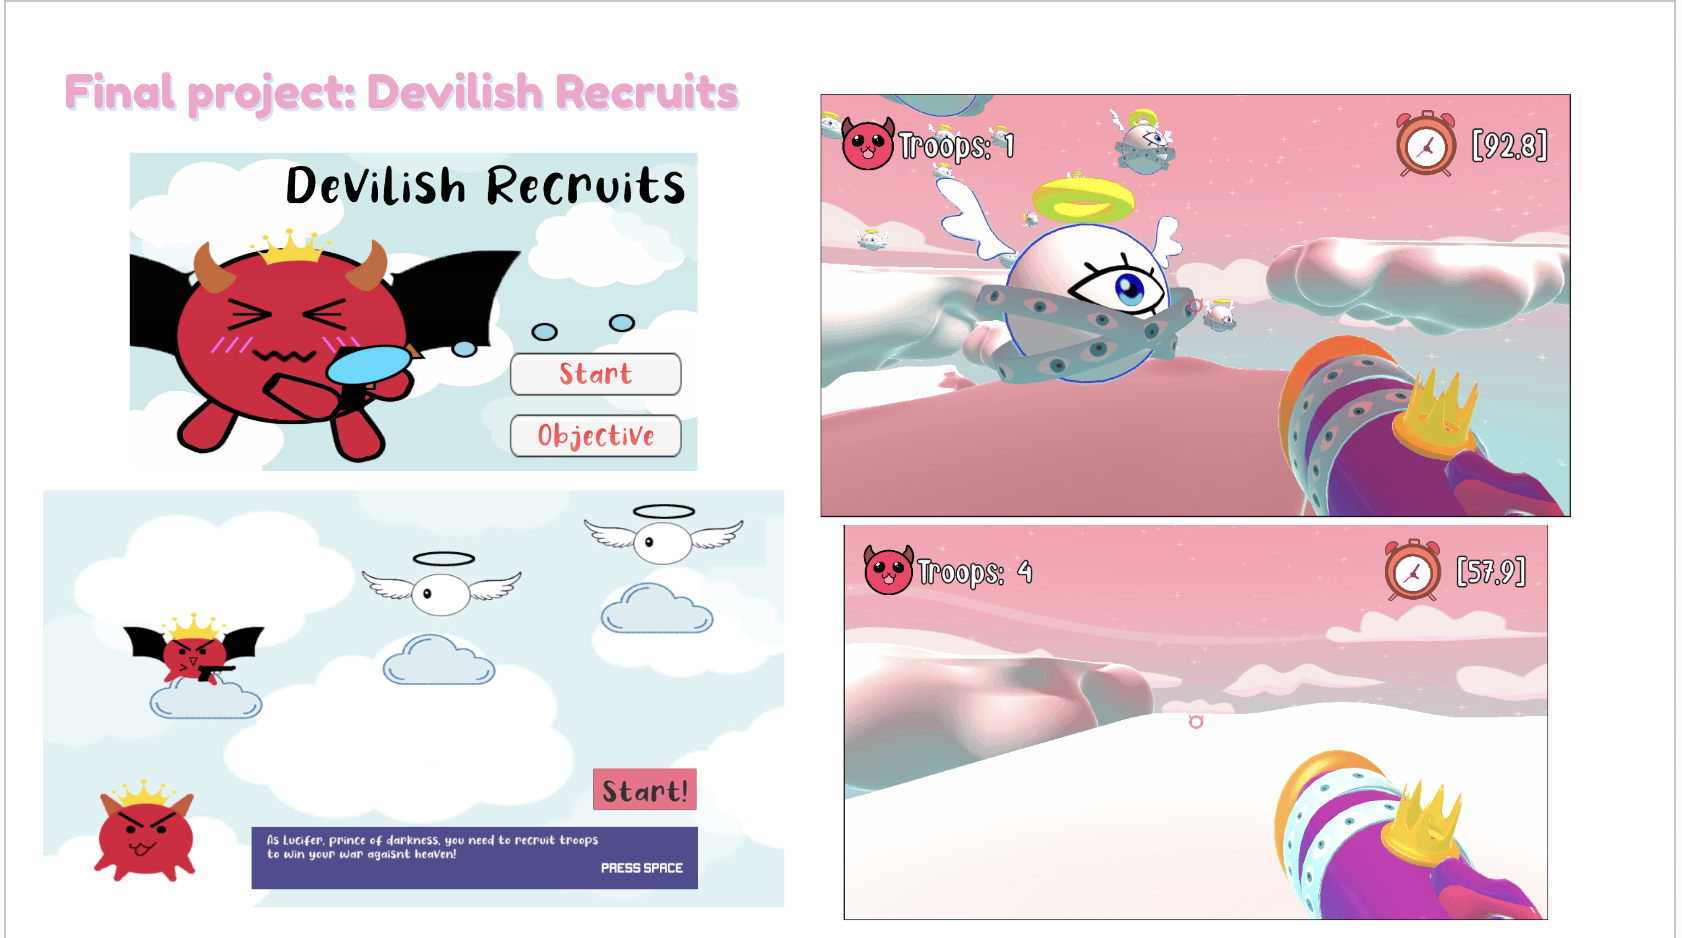 Final project: Devilish Recruits
Devilish Recruits
Start
Objective
Troops: 1
[92.8]
Start!
As Lucifer, prince of darkness, you need to recruit troops
to win your war agaisnt heaven!
PRESS SPACE
Troops: 4
[57.9]